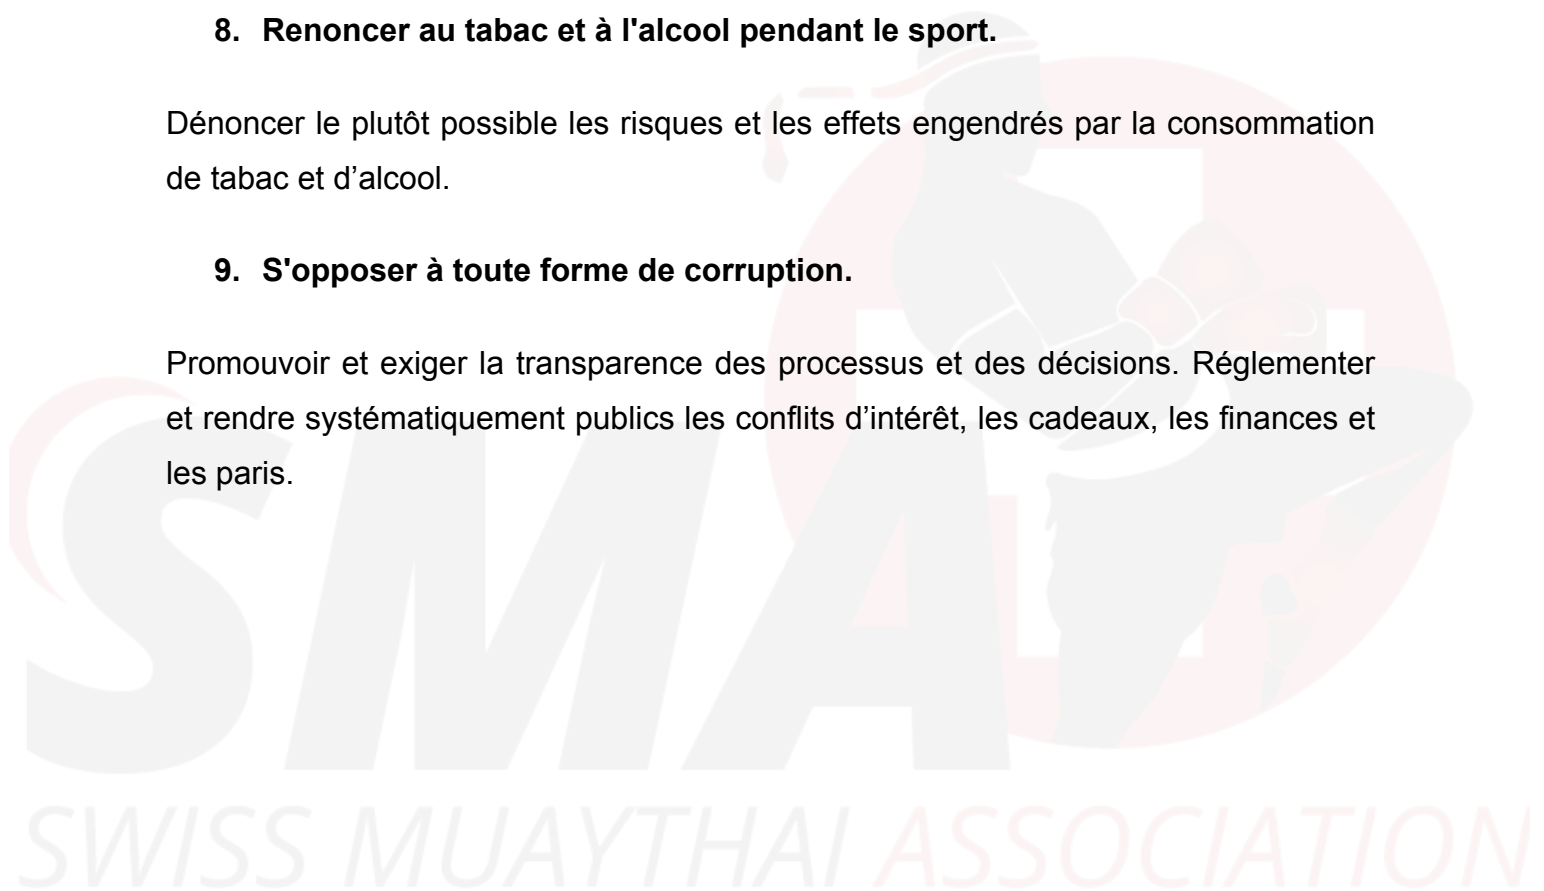 8. Renoncer au tabac et à l'alcool pendant le sport.
Dénoncer le plutôt possible les risques et les effets engendrés par la consommation
de tabac et d’alcool.
9. S'opposer à toute forme de corruption.
Promouvoir et exiger la transparence des processus et des décisions. Réglementer
et rendre systématiquement publics les conflits d’intérêt, les cadeaux, les finances et
les paris.
SMA
SWISS MUAYTHAI ASSOCIATION